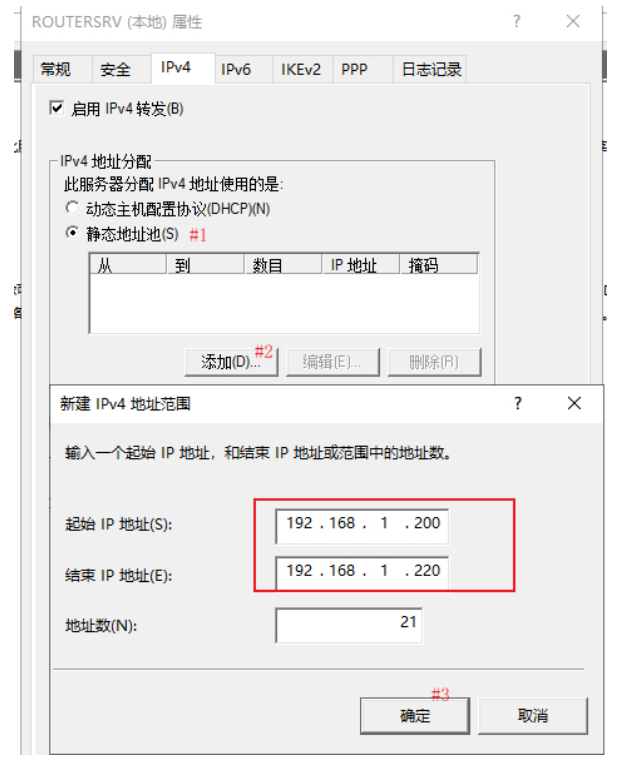 ROUTERSRV (本地) 属性 ? ×
常规 安全 IPv4 IPv6 IKEv2 PPP 日志记录
启用 IPv4 转发(B)
IPv4 地址分配
此服务器分配 IPv4 地址使用的是:
动态主机配置协议(DHCP)(N)
静态地址池(S) #1
从 到 数目 IP 地址 掩码
添加(D)... #2 编辑(E)... 删除(R)
新建 IPv4 地址范围 ? ×
输入一个起始 IP 地址，和结束 IP 地址或范围中的地址数。
起始 IP 地址(S): 192 . 168 . 1 . 200
结束 IP 地址(E): 192 . 168 . 1 . 220
地址数(N): 21
#3
确定 取消